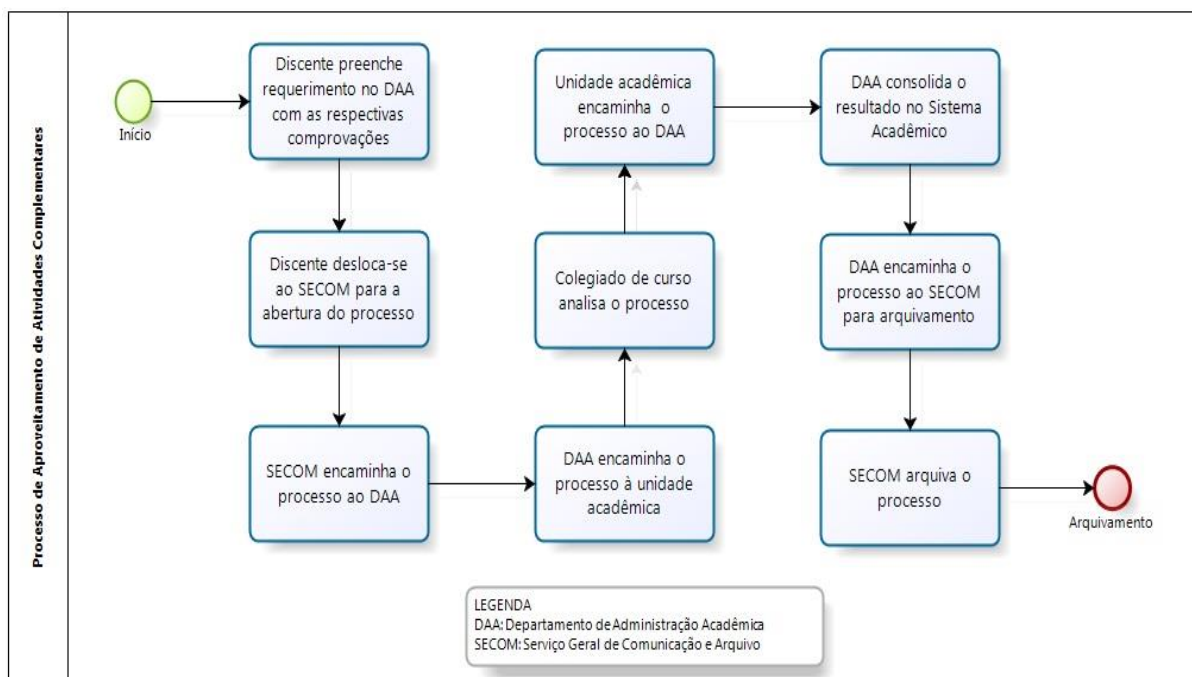 Processo de Aproveitamento de Atividades Complementares
Início
Discente preenche
requerimento no DAA
com as respectivas
comprovações
Discente desloca-se
ao SECOM para a
abertura do processo
SECOM encaminha o
processo ao DAA
DAA encaminha o
processo à unidade
acadêmica
Colegiado de curso
analisa o processo
Unidade acadêmica
encaminha o
processo ao DAA
DAA consolida o
resultado no Sistema
Acadêmico
DAA encaminha o
processo ao SECOM
para arquivamento
SECOM arquiva o
processo
Arquivamento
LEGENDA
DAA: Departamento de Administração Acadêmica
SECOM: Serviço Geral de Comunicação e Arquivo